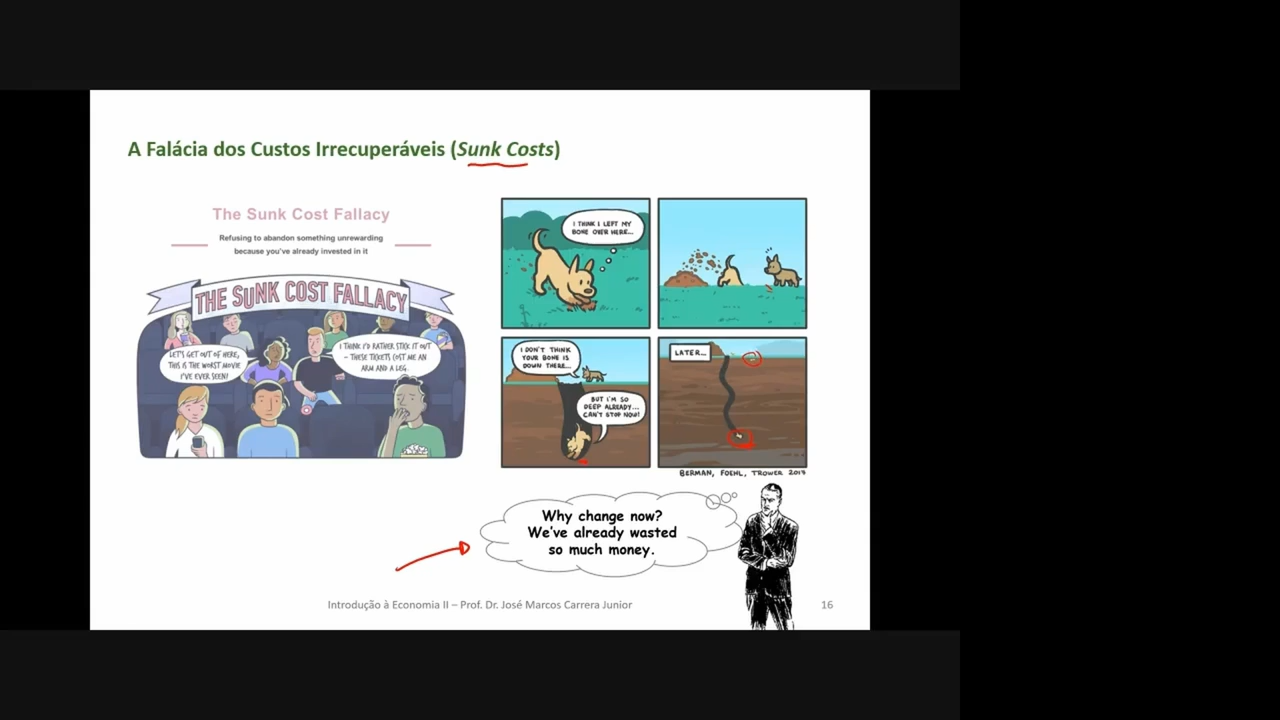 A Falácia dos Custos Irrecuperáveis (Sunk Costs)
The Sunk Cost Fallacy
Refusing to abandon something unrewarding
because you've already invested in it
THE SUNK COST FALLACY
LET'S GET OUT OF HERE,
THIS IS THE WORST MOVIE
I'VE EVER SEEN!
I THINK I'D RATHER STICK IT OUT
– THESE TICKETS COST ME AN
ARM AND A LEG.
I THINK I LEFT MY
BONE OVER HERE...
I DON'T THINK
YOUR BONE IS
DOWN THERE...
BUT I'M SO
DEEP ALREADY...
CAN'T STOP NOW!
LATER...
BERMAN, FOEHL, TROWER 2017
Why change now?
We've already wasted
so much money.
Introdução à Economia II – Prof. Dr. José Marcos Carrera Junior
16